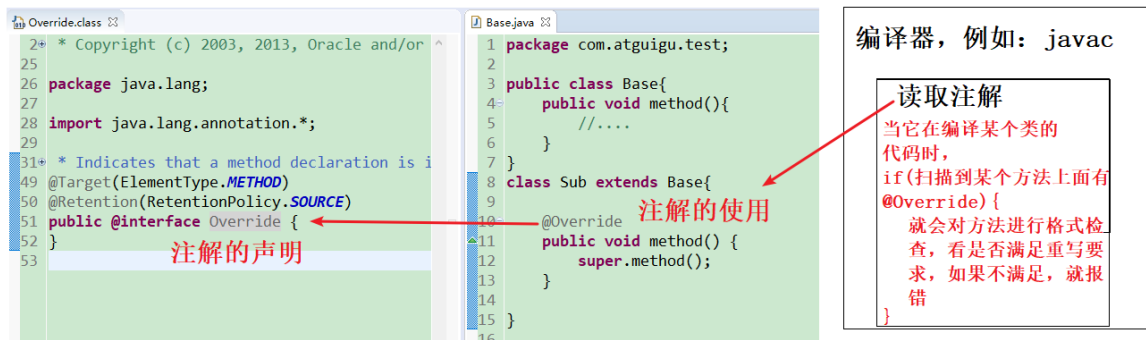 Override.class
2 * Copyright (c) 2003, 2013, Oracle and/or
25
26 package java.lang;
27
28 import java.lang.annotation.*;
29
31 * Indicates that a method declaration is i
49 @Target(ElementType.METHOD)
50 @Retention(RetentionPolicy.SOURCE)
51 public @interface Override {
52 }
53
注解的声明
Base.java
1 package com.atguigu.test;
2
3 public class Base{
4 public void method(){
5 //....
6 }
7 }
8 class Sub extends Base{
9
10 @Override
11 public void method() {
12 super.method();
13 }
14
15 }
16
注解的使用
编译器，例如：javac
读取注解
当它在编译某个类的
代码时，
if(扫描到某个方法上面有
@Override){
就会对方法进行格式检
查，看是否满足重写要
求，如果不满足，就报
错
}